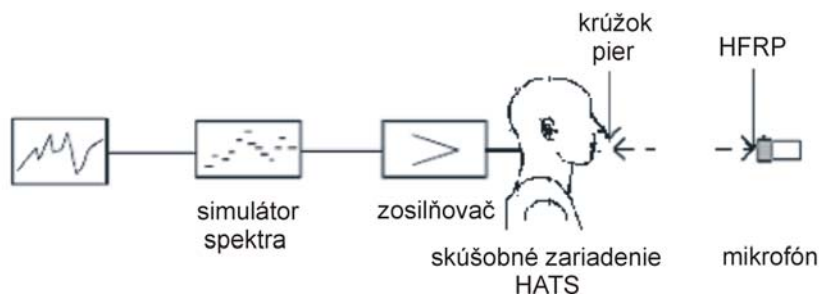 krúžok
pier
HFRP
simulátor
spektra
zosilňovač
skúšobné zariadenie
HATS
mikrofón